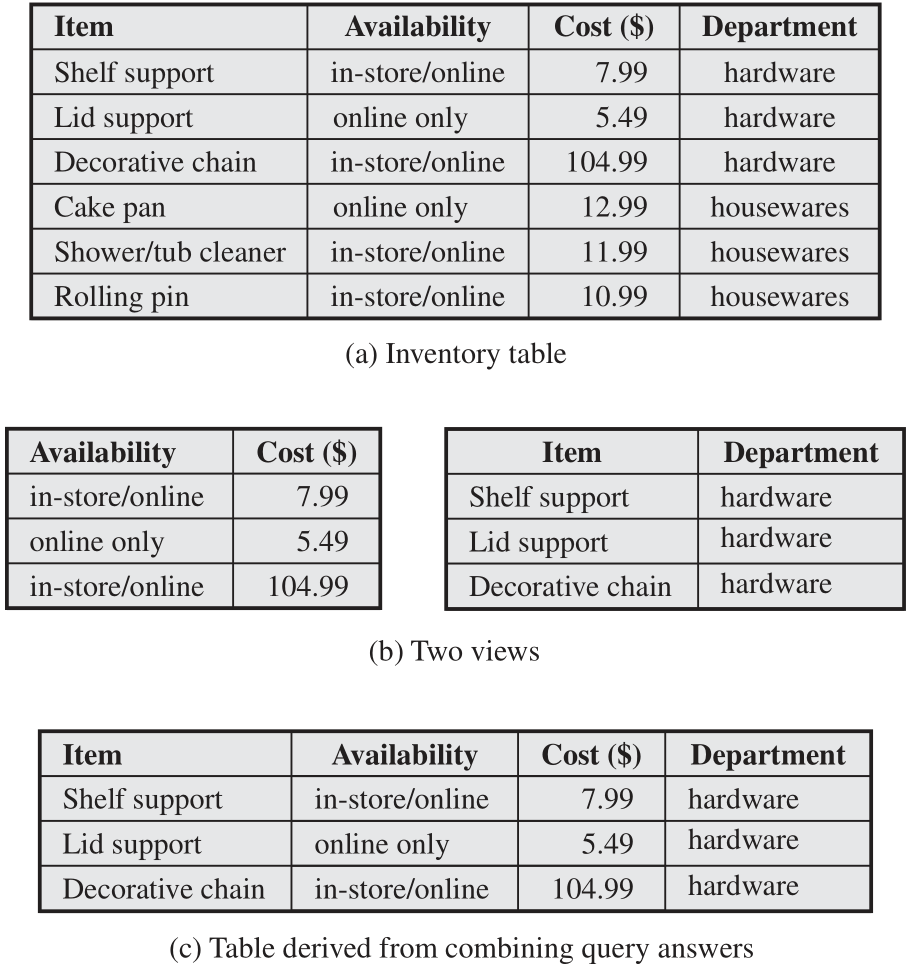 Item Availability Cost ($) Department
Shelf support in-store/online 7.99 hardware
Lid support online only 5.49 hardware
Decorative chain in-store/online 104.99 hardware
Cake pan online only 12.99 housewares
Shower/tub cleaner in-store/online 11.99 housewares
Rolling pin in-store/online 10.99 housewares
(a) Inventory table
Availability Cost ($)
in-store/online 7.99
online only 5.49
in-store/online 104.99
Item Department
Shelf support hardware
Lid support hardware
Decorative chain hardware
(b) Two views
Item Availability Cost ($) Department
Shelf support in-store/online 7.99 hardware
Lid support online only 5.49 hardware
Decorative chain in-store/online 104.99 hardware
(c) Table derived from combining query answers